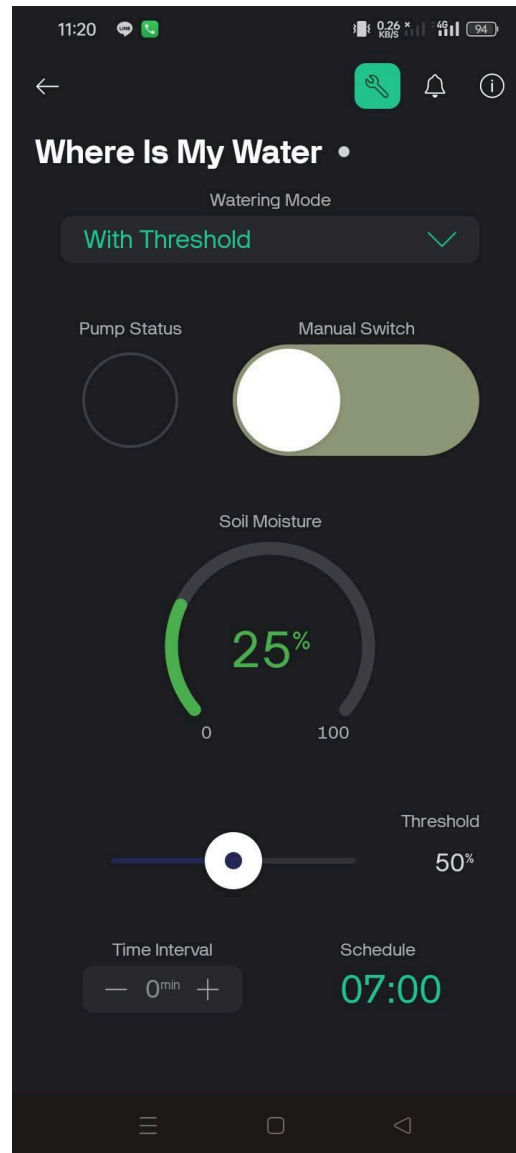 11:20 LINE 0.26 KB/S 4G 94
Where Is My Water
Watering Mode
With Threshold
Pump Status Manual Switch
Soil Moisture
25%
0 100
Threshold
50%
Time Interval Schedule
0min 07:00